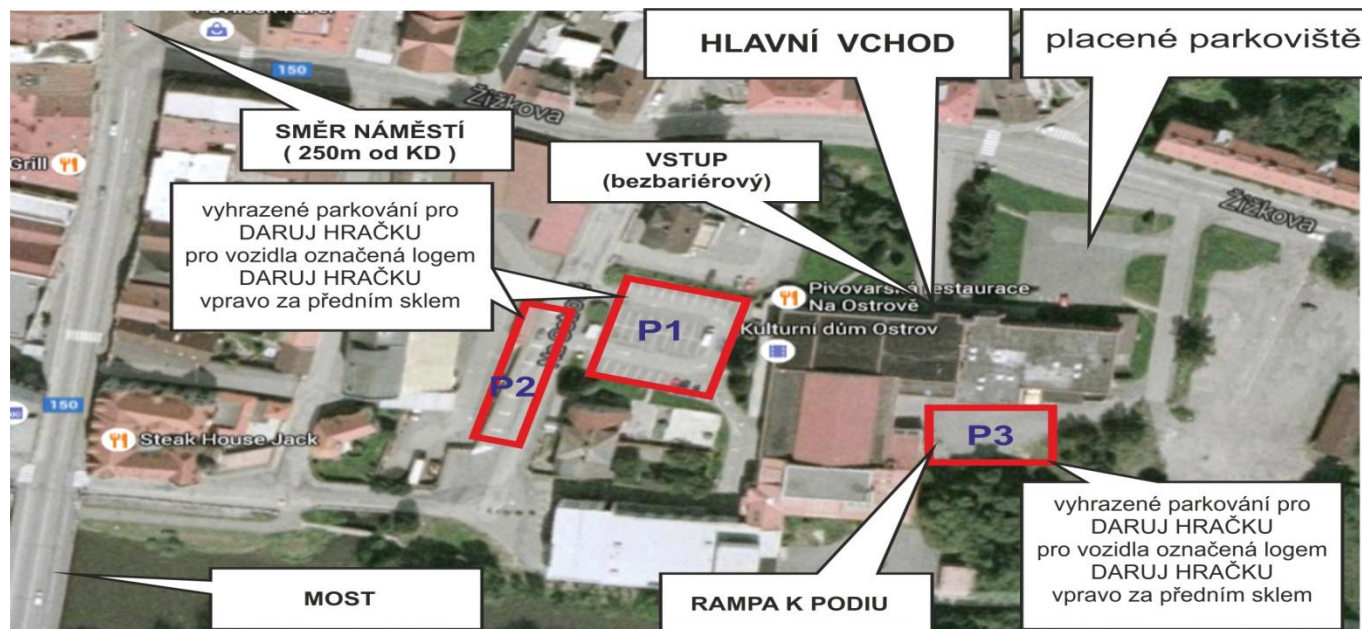 HLAVNÍ VCHOD
placené parkoviště
150
Žižkova
SMĚR NÁMĚSTÍ
( 250m od KD )
Grill
VSTUP
(bezbariérový)
vyhrazené parkování pro
DARUJ HRAČKU
pro vozidla označená logem
DARUJ HRAČKU
vpravo za předním sklem
Žižkova
Pivovarská restaurace
Na Ostrově
Kulturní dům Ostrov
P1
P2
150
Steak House Jack
P3
vyhrazené parkování pro
DARUJ HRAČKU
pro vozidla označená logem
DARUJ HRAČKU
vpravo za předním sklem
MOST
RAMPA K PODIU